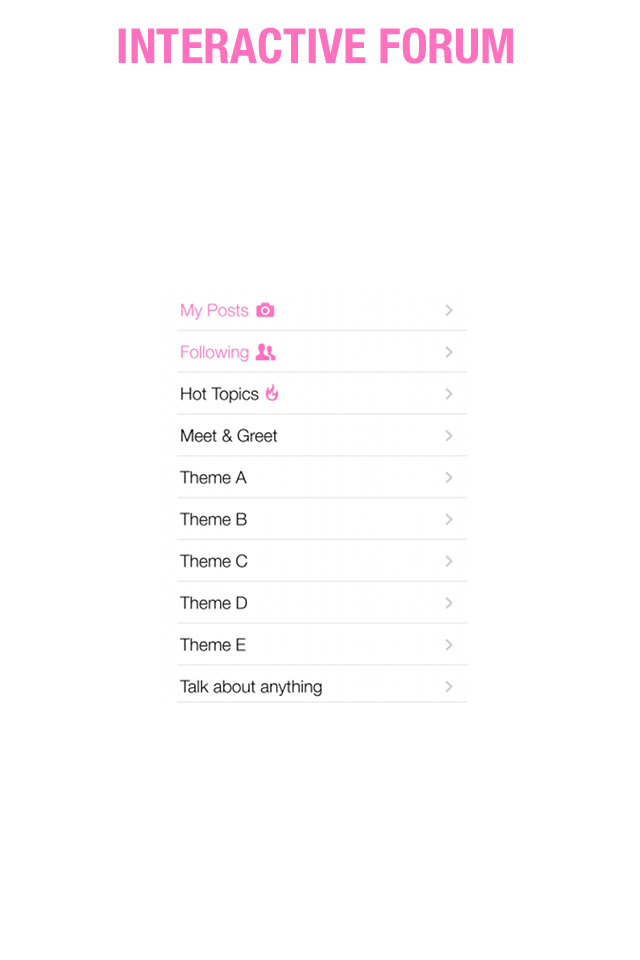 INTERACTIVE FORUM
My Posts
Following
Hot Topics
Meet & Greet
Theme A
Theme B
Theme C
Theme D
Theme E
Talk about anything